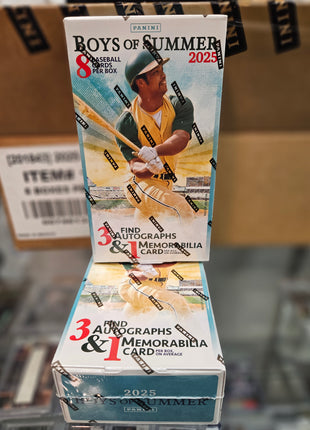 PANINI
BOYS OF SUMMER
2025
8 BASEBALL
CARDS
PER BOX
FIND
3 AUTOGRAPHS
& 1 MEMORABILIA
CARD
FIND
3 AUTOGRAPHS
& 1 MEMORABILIA
CARD PER BOX,
ON AVERAGE
2025
BOYS OF SUMMER
PANINI
PANINI
ITEM#